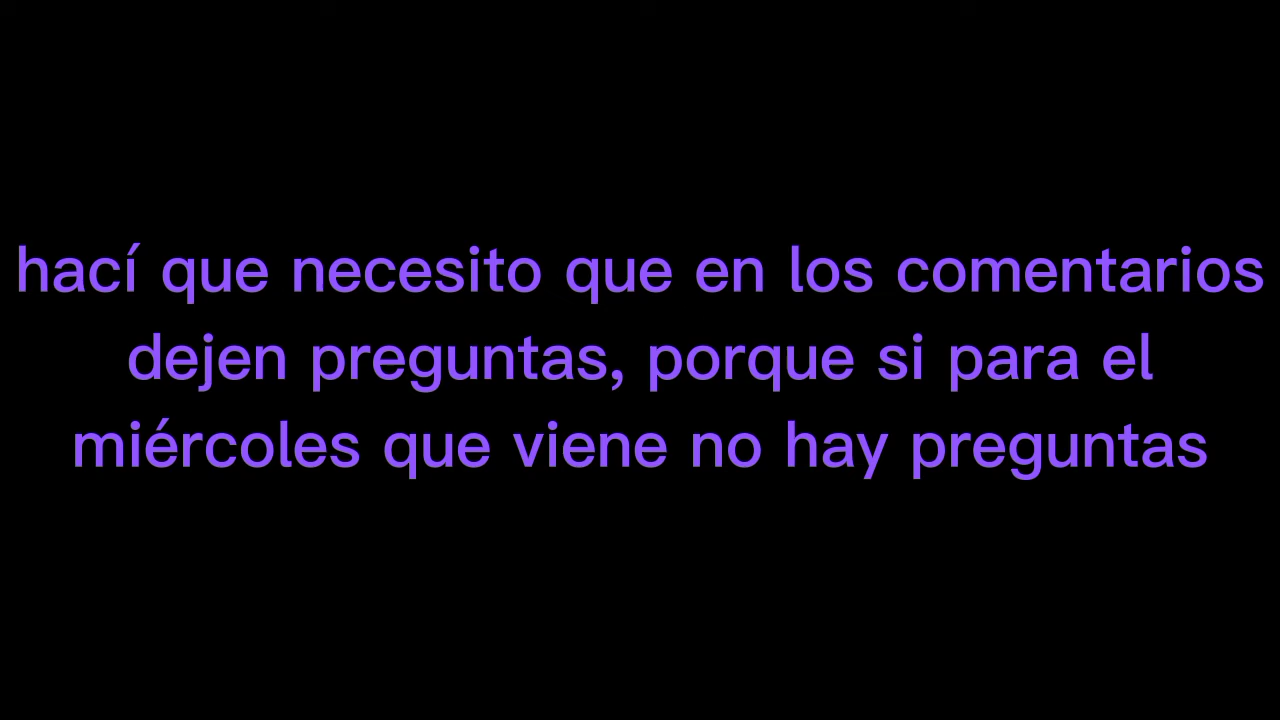 hací que necesito que en los comentarios
dejen preguntas, porque si para el
miércoles que viene no hay preguntas